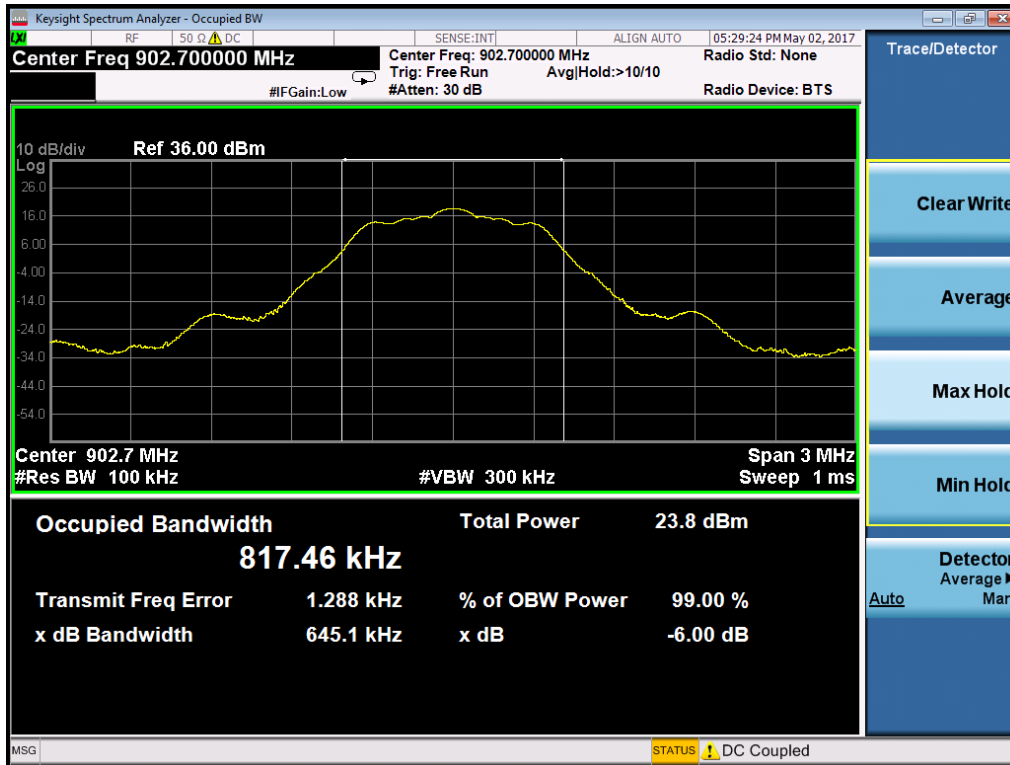 Keysight Spectrum Analyzer - Occupied BW
LXI RF 50 Ω DC SENSE:INT ALIGN AUTO 05:29:24 PM May 02, 2017
Center Freq 902.700000 MHz
Center Freq: 902.700000 MHz Radio Std: None
Trig: Free Run Avg|Hold:>10/10
#IFGain:Low #Atten: 30 dB Radio Device: BTS
10 dB/div Ref 36.00 dBm
Log
26.0
16.0
6.00
-4.00
-14.0
-24.0
-34.0
-44.0
-54.0
Center 902.7 MHz Span 3 MHz
#Res BW 100 kHz #VBW 300 kHz Sweep 1 ms
Occupied Bandwidth Total Power 23.8 dBm
817.46 kHz
Transmit Freq Error 1.288 kHz % of OBW Power 99.00 %
x dB Bandwidth 645.1 kHz x dB -6.00 dB
Trace/Detector
Clear Write
Average
Max Hold
Min Hold
Detector
Average
Auto Man
MSG STATUS DC Coupled